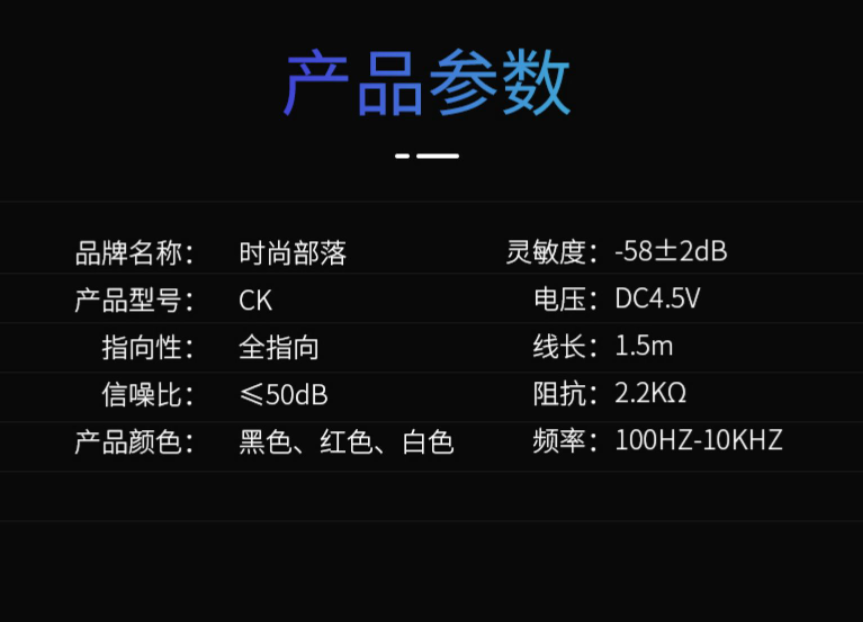 产品参数
品牌名称： 时尚部落 灵敏度：-58±2dB
产品型号： CK 电压：DC4.5V
指向性： 全指向 线长：1.5m
信噪比： ≤50dB 阻抗：2.2KΩ
产品颜色： 黑色、红色、白色 频率：100HZ-10KHZ